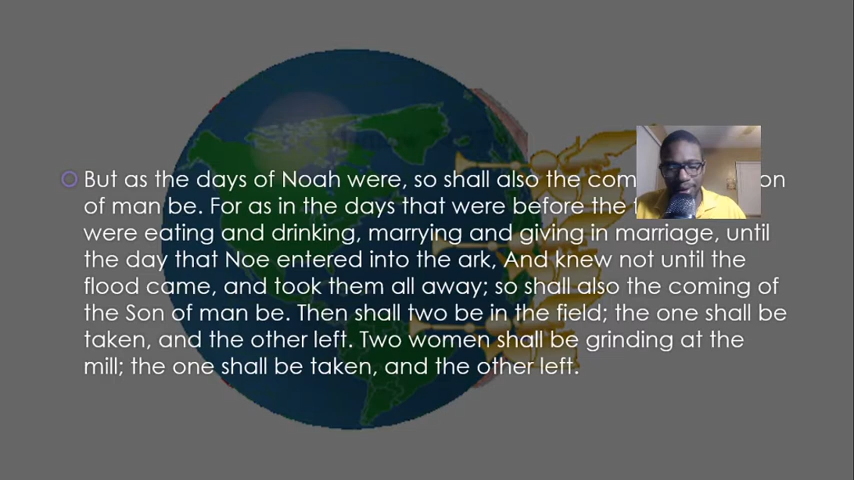 But as the days of Noah were, so shall also the com on
of man be. For as in the days that were before the
were eating and drinking, marrying and giving in marriage, until
the day that Noe entered into the ark, And knew not until the
flood came, and took them all away; so shall also the coming of
the Son of man be. Then shall two be in the field; the one shall be
taken, and the other left. Two women shall be grinding at the
mill; the one shall be taken, and the other left.